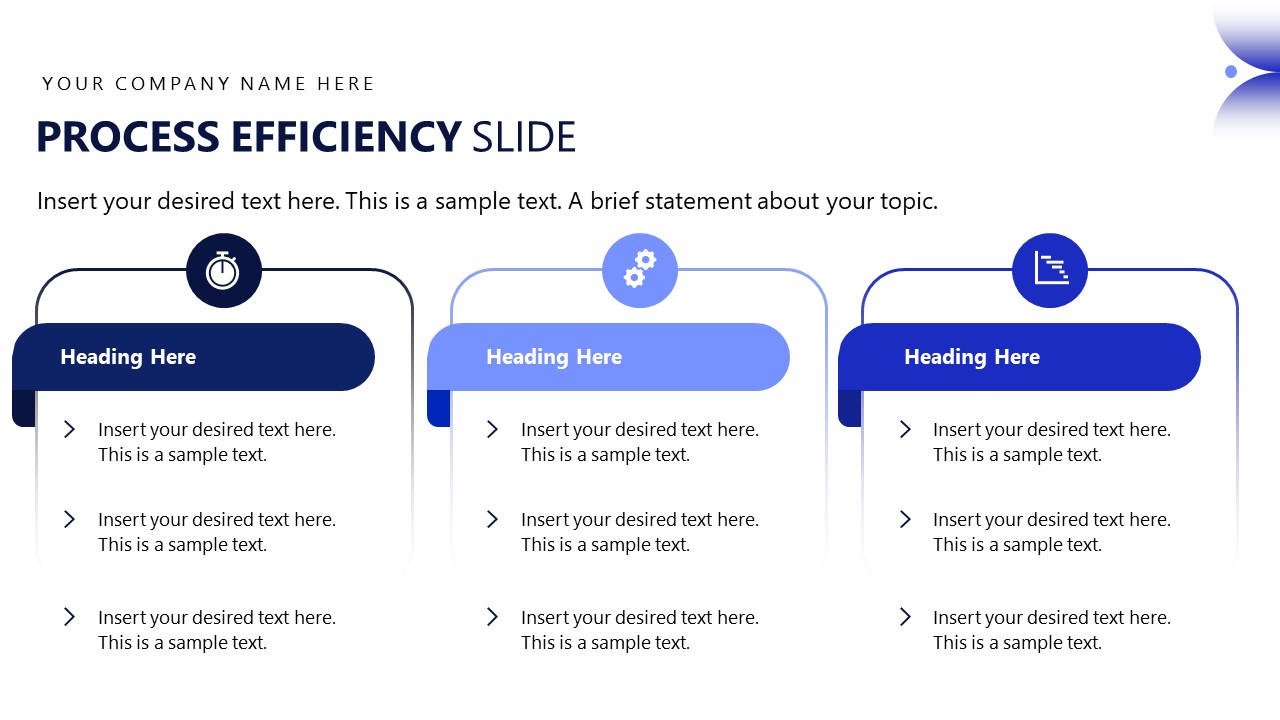 YOUR COMPANY NAME HERE
PROCESS EFFICIENCY SLIDE
Insert your desired text here. This is a sample text. A brief statement about your topic.
Heading Here
Insert your desired text here.
This is a sample text.
Insert your desired text here.
This is a sample text.
Insert your desired text here.
This is a sample text.
Heading Here
Insert your desired text here.
This is a sample text.
Insert your desired text here.
This is a sample text.
Insert your desired text here.
This is a sample text.
Heading Here
Insert your desired text here.
This is a sample text.
Insert your desired text here.
This is a sample text.
Insert your desired text here.
This is a sample text.